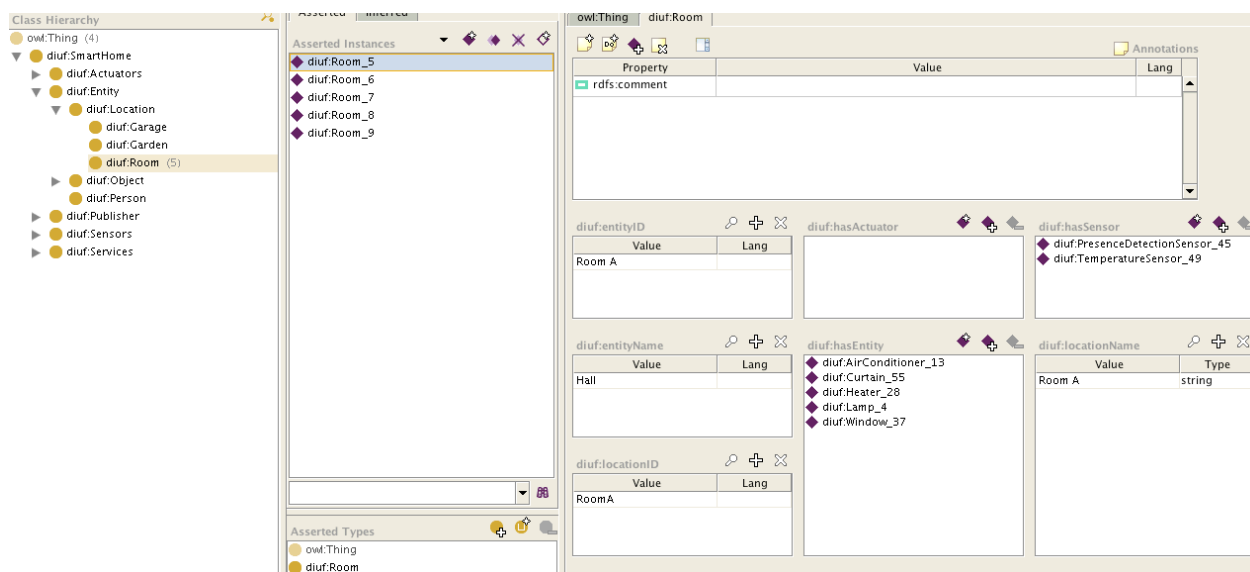 Class Hierarchy
owl:Thing (4)
diuf:SmartHome
diuf:Actuators
diuf:Entity
diuf:Location
diuf:Garage
diuf:Garden
diuf:Room (5)
diuf:Object
diuf:Person
diuf:Publisher
diuf:Sensors
diuf:Services
Asserted Inferred
Asserted Instances
diuf:Room_5
diuf:Room_6
diuf:Room_7
diuf:Room_8
diuf:Room_9
Asserted Types
owl:Thing
diuf:Room
owl:Thing diuf:Room
Annotations
Property Value Lang
rdfs:comment
diuf:entityID
Value Lang
Room A
diuf:hasActuator
diuf:hasSensor
diuf:PresenceDetectionSensor_45
diuf:TemperatureSensor_49
diuf:entityName
Value Lang
Hall
diuf:hasEntity
diuf:AirConditioner_13
diuf:Curtain_55
diuf:Heater_28
diuf:Lamp_4
diuf:Window_37
diuf:locationName
Value Type
Room A string
diuf:locationID
Value Lang
RoomA